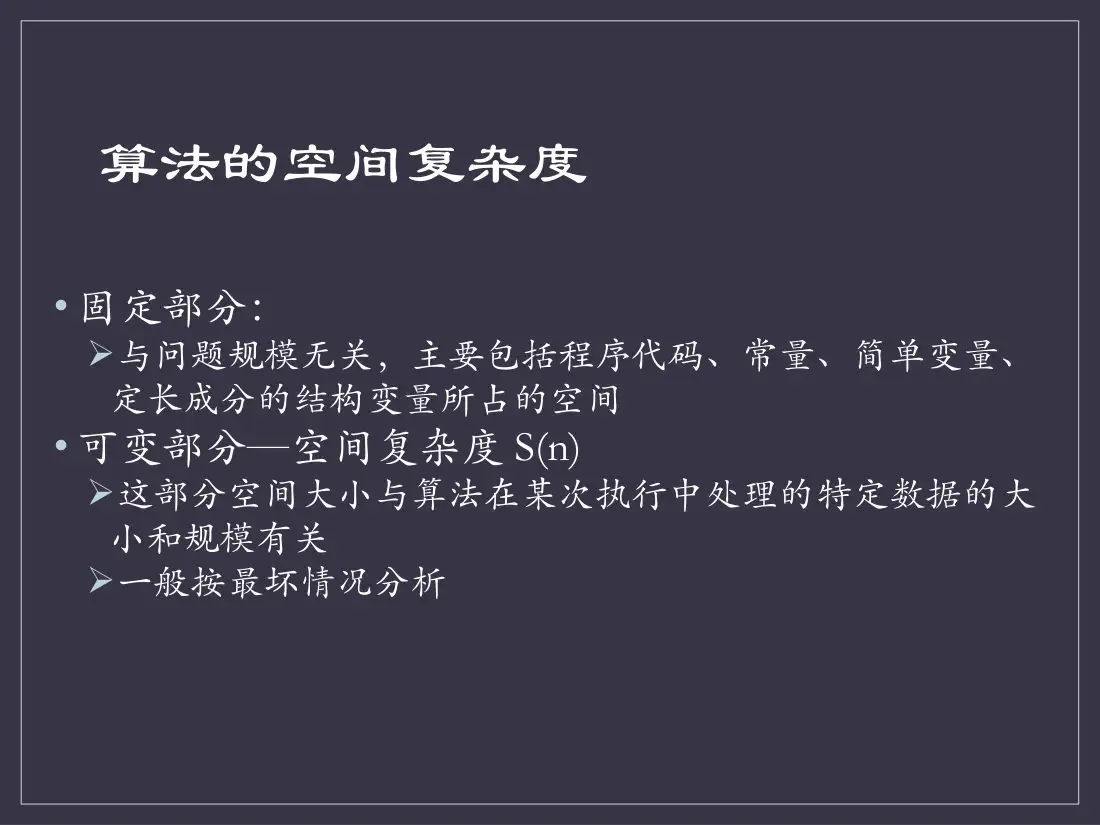 算法的空间复杂度
• 固定部分：
➢与问题规模无关，主要包括程序代码、常量、简单变量、
定长成分的结构变量所占的空间
• 可变部分—空间复杂度 S(n)
➢这部分空间大小与算法在某次执行中处理的特定数据的大
小和规模有关
➢一般按最坏情况分析